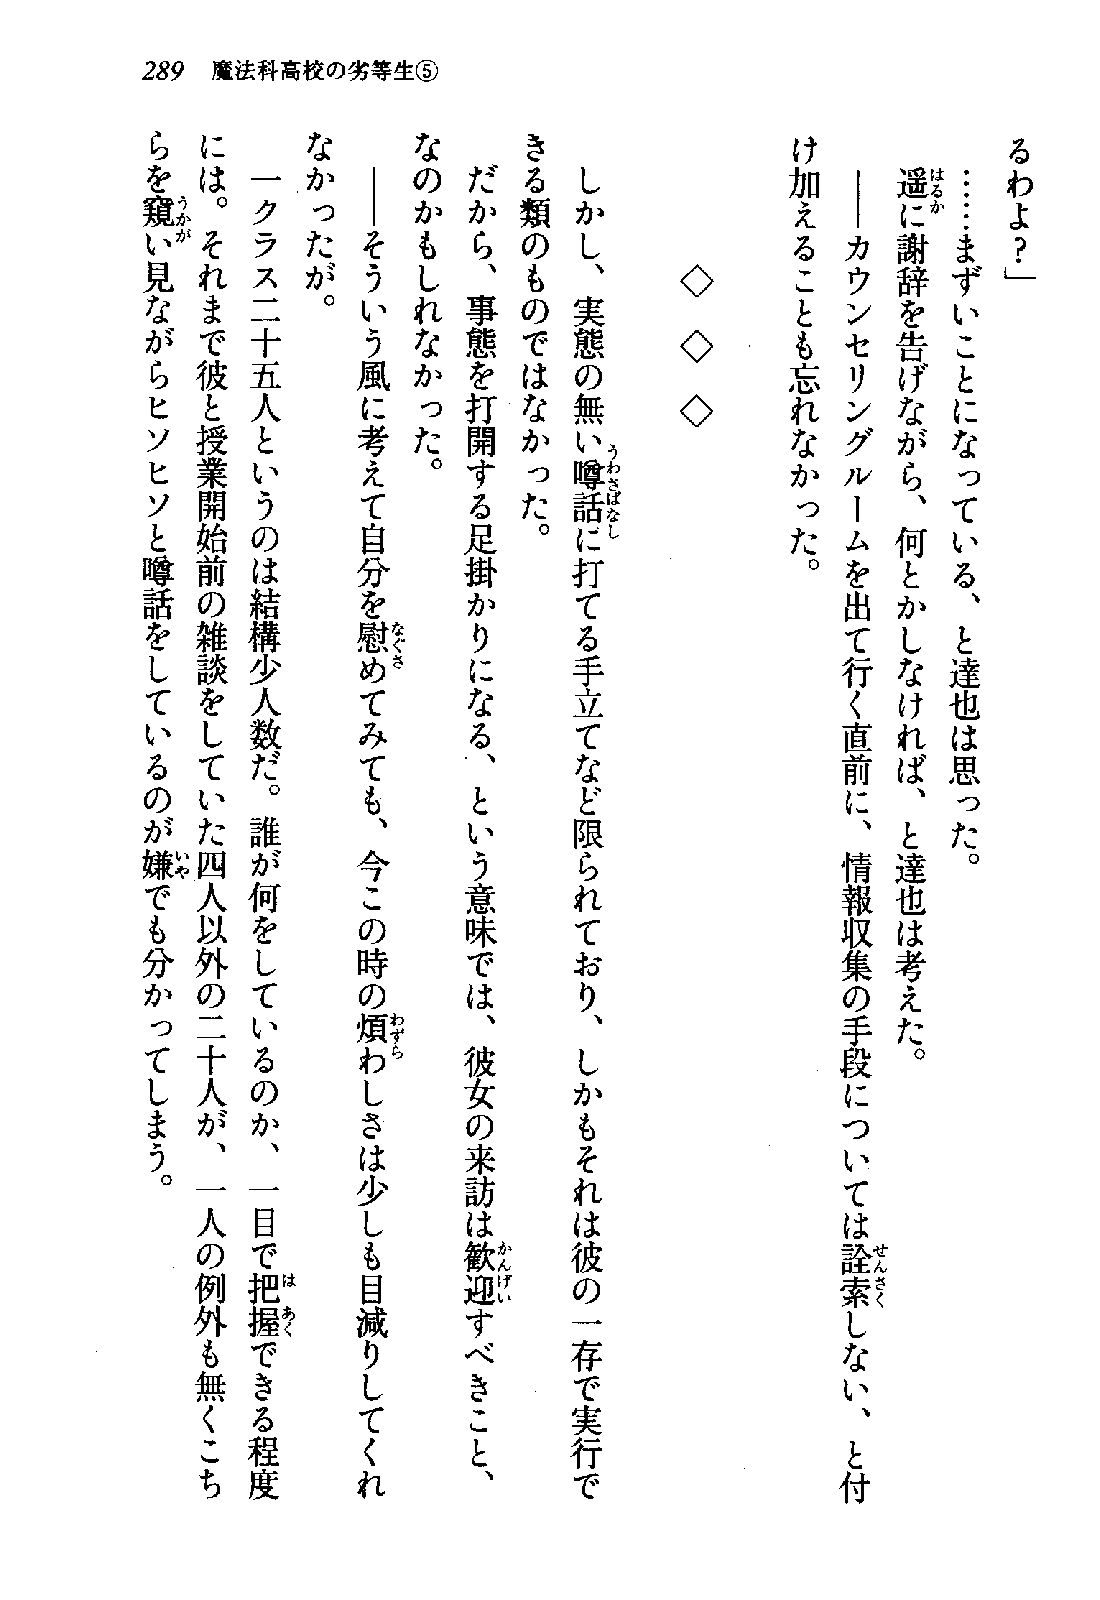 289 魔法科高校の劣等生⑤
るわよ？」
……まずいことになっている、と達也は思った。
遥に謝辞を告げながら、何とかしなければ、と達也は考えた。
――カウンセリングルームを出て行く直前に、情報収集の手段については詮索しない、と付
け加えることも忘れなかった。
◇ ◇ ◇
しかし、実態の無い噂話に打てる手立てなど限られており、しかもそれは彼の一存で実行で
きる類のものではなかった。
だから、事態を打開する足掛かりになる、という意味では、彼女の来訪は歓迎すべきこと、
なのかもしれなかった。
――そういう風に考えて自分を慰めてみても、今この時の煩わしさは少しも目減りしてくれ
なかったが。
一クラス二十五人というのは結構少人数だ。誰が何をしているのか、一目で把握できる程度
には。それまで彼と授業開始前の雑談をしていた四人以外の二十人が、一人の例外も無くこち
らを窺い見ながらヒソヒソと噂話をしているのが嫌でも分かってしまう。